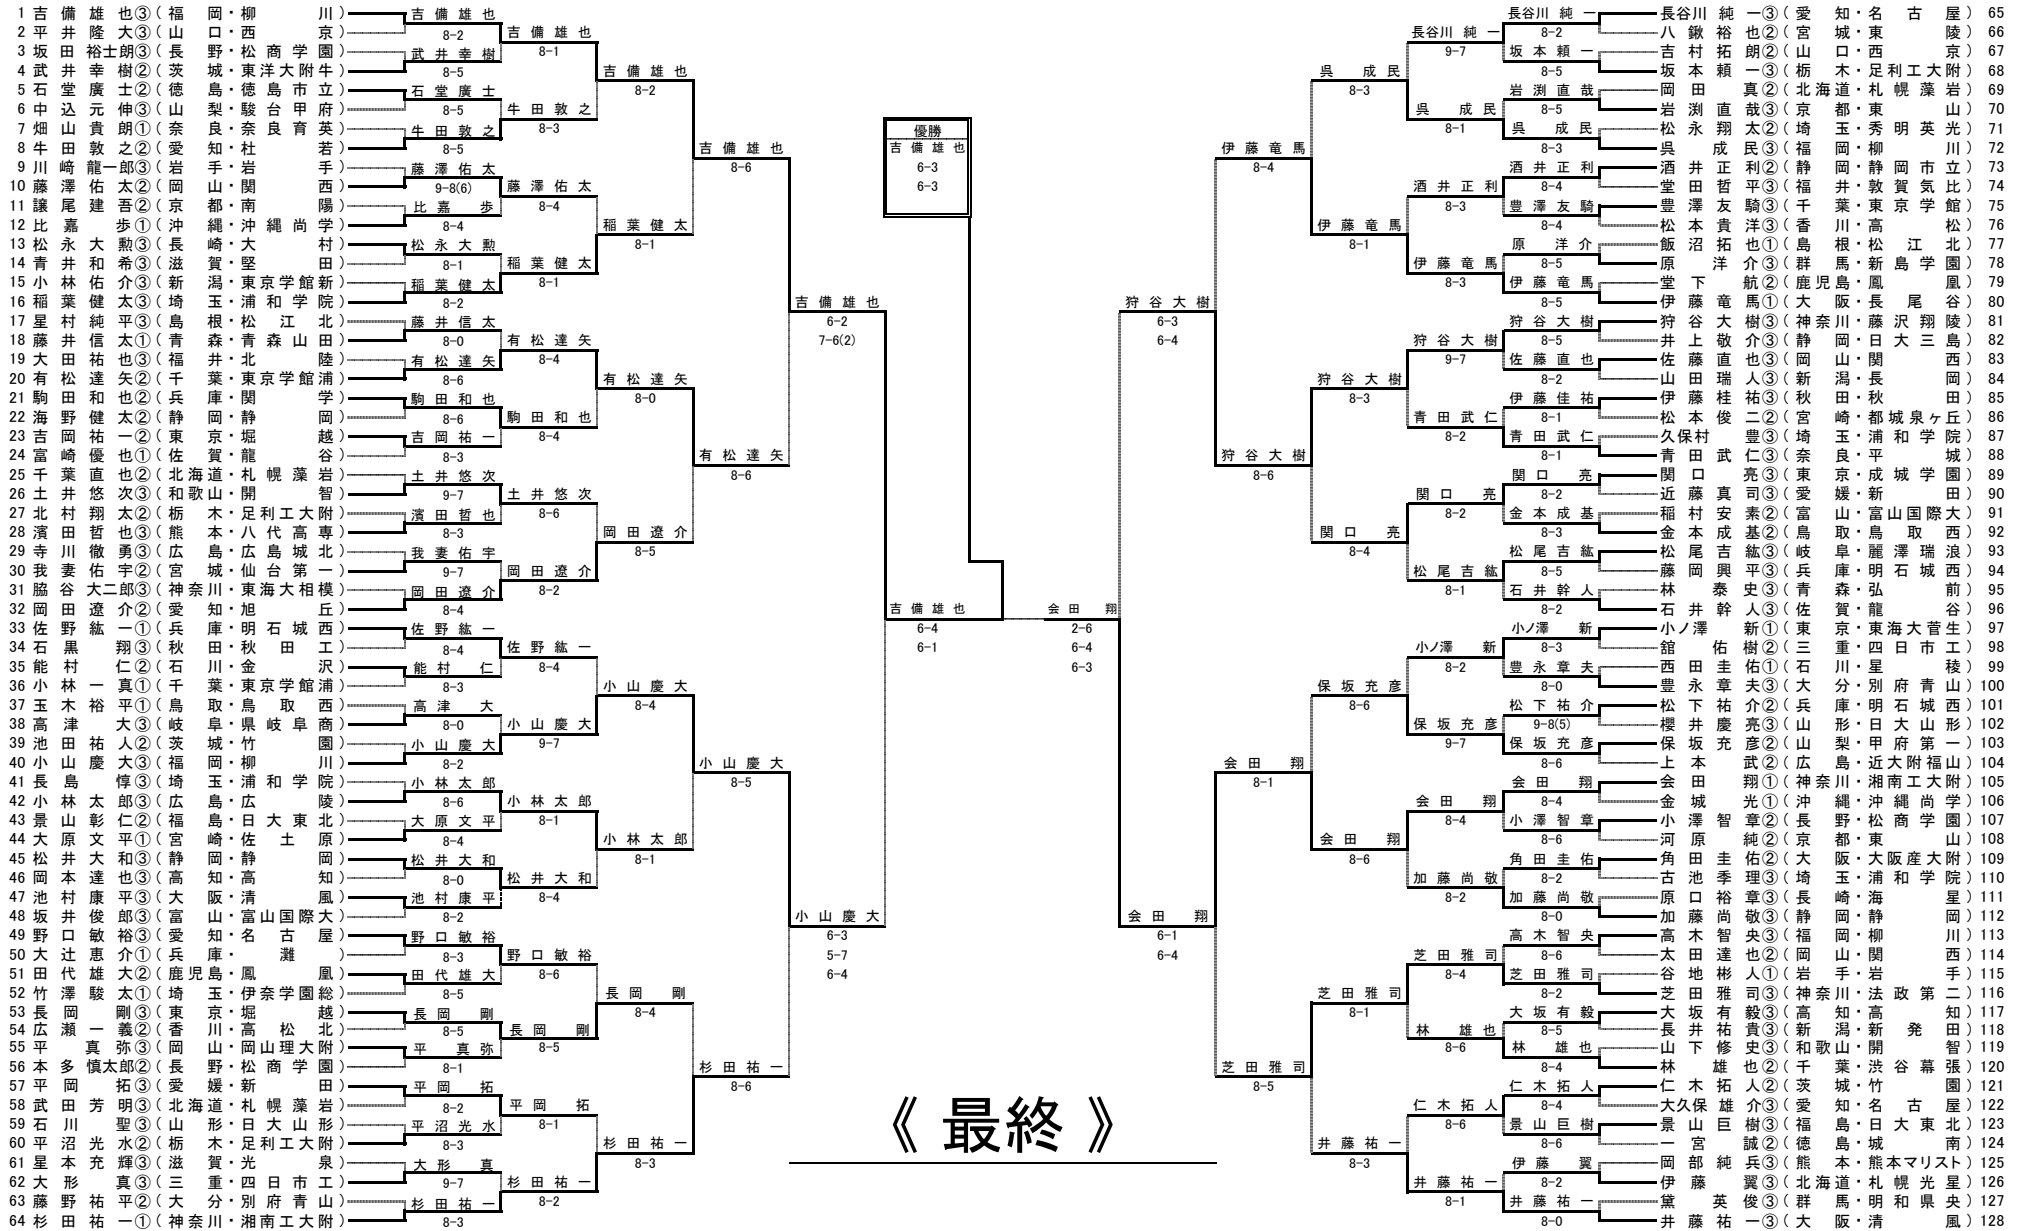 1 吉備雄也③(福岡・柳川)
2 平井隆大③(山口・西京)
3 坂田裕士朗③(長野・松商学園)
4 武井幸樹②(茨城・東洋大附牛)
5 石堂廣士②(徳島・徳島市立)
6 中込元伸③(山梨・駿台甲府)
7 畑山貴朗①(奈良・奈良育英)
8 牛田敦之②(愛知・杜若)
9 川﨑龍一郎③(岩手・岩手)
10 藤澤佑太②(岡山・関西)
11 譲尾建吾②(京都・南陽)
12 比嘉歩①(沖縄・沖縄尚学)
13 松永大勲③(長崎・大村)
14 青井和希③(滋賀・堅田)
15 小林佑介③(新潟・東京学館新)
16 稲葉健太③(埼玉・浦和学院)
17 星村純平③(島根・松江北)
18 藤井信太①(青森・青森山田)
19 大田祐也③(福井・北陸)
20 有松達矢②(千葉・東京学館浦)
21 駒田和也②(兵庫・関学)
22 海野健太②(静岡・静岡)
23 吉岡祐一②(東京・堀越)
24 富崎優也①(佐賀・龍谷)
25 千葉直也②(北海道・札幌藻岩)
26 土井悠次③(和歌山・開智)
27 北村翔太②(栃木・足利工大附)
28 濱田哲也③(熊本・八代高専)
29 寺川徹勇③(広島・広島城北)
30 我妻佑宇②(宮城・仙台第一)
31 脇谷大二郎③(神奈川・東海大相模)
32 岡田遼介②(愛知・旭丘)
33 佐野紘一①(兵庫・明石城西)
34 石黒翔③(秋田・秋田工)
35 能村仁②(石川・金沢)
36 小林一真①(千葉・東京学館浦)
37 玉木裕平①(鳥取・鳥取西)
38 高津大③(岐阜・県岐阜商)
39 池田祐人②(茨城・竹園)
40 小山慶大③(福岡・柳川)
41 長島惇③(埼玉・浦和学院)
42 小林太郎③(広島・広陵)
43 景山彰仁②(福島・日大東北)
44 大原文平①(宮崎・佐土原)
45 松井大和③(静岡・静岡)
46 岡本達也③(高知・高知)
47 池村康平③(大阪・清風)
48 坂井俊郎③(富山・富山国際大)
49 野口敏裕③(愛知・名古屋)
50 大辻恵介①(兵庫・灘)
51 田代雄大②(鹿児島・鳳凰)
52 竹澤駿太①(埼玉・伊奈学園総)
53 長岡剛③(東京・堀越)
54 広瀬一義②(香川・高松北)
55 平真弥③(岡山・岡山理大附)
56 本多慎太郎②(長野・松商学園)
57 平岡拓③(愛媛・新田)
58 武田芳明③(北海道・札幌藻岩)
59 石川聖③(山形・日大山形)
60 平沼光水②(栃木・足利工大附)
61 星本充輝③(滋賀・光泉)
62 大形真③(三重・四日市工)
63 藤野祐平②(大分・別府青山)
64 杉田祐一①(神奈川・湘南工大附)
吉備雄也
8-2
武井幸樹
8-5
石堂廣士
8-5
牛田敦之
8-5
藤澤佑太
9-8(6)
比嘉歩
8-4
松永大勲
8-1
稲葉健太
8-2
藤井信太
8-0
有松達矢
8-6
駒田和也
8-6
吉岡祐一
8-3
土井悠次
9-7
濱田哲也
8-3
我妻佑宇
9-7
岡田遼介
8-4
佐野紘一
8-4
能村仁
8-3
高津大
8-0
小山慶大
8-2
小林太郎
8-6
大原文平
8-4
松井大和
8-0
池村康平
8-2
野口敏裕
8-3
田代雄大
8-5
長岡剛
8-5
平真弥
8-1
平岡拓
8-2
平沼光水
8-3
大形真
9-7
杉田祐一
8-3
吉備雄也
8-1
牛田敦之
8-3
藤澤佑太
8-4
稲葉健太
8-1
有松達矢
8-4
駒田和也
8-4
土井悠次
8-6
岡田遼介
8-2
佐野紘一
8-4
小山慶大
9-7
小林太郎
8-1
松井大和
8-4
野口敏裕
8-6
長岡剛
8-5
平岡拓
8-1
杉田祐一
8-2
吉備雄也
8-2
稲葉健太
8-1
有松達矢
8-0
岡田遼介
8-5
小山慶大
8-4
小林太郎
8-1
長岡剛
8-4
杉田祐一
8-3
吉備雄也
8-6
有松達矢
8-6
小山慶大
8-5
杉田祐一
8-6
吉備雄也
6-2
7-6(2)
小山慶大
6-3
5-7
6-4
吉備雄也
6-4
6-1
優勝
吉備雄也
6-3
6-3
《 最終 》
会田翔
2-6
6-4
6-3
狩谷大樹
6-3
6-4
会田翔
6-1
6-4
伊藤竜馬
8-4
狩谷大樹
8-6
会田翔
8-1
芝田雅司
8-5
呉成民
8-3
伊藤竜馬
8-1
狩谷大樹
8-3
関口亮
8-4
保坂充彦
8-6
会田翔
8-6
芝田雅司
8-1
井藤祐一
8-3
長谷川純一
9-7
呉成民
8-1
酒井正利
8-3
伊藤竜馬
8-3
狩谷大樹
9-7
青田武仁
8-2
関口亮
8-2
松尾吉紘
8-1
小ノ澤新
8-2
保坂充彦
9-7
会田翔
8-4
加藤尚敬
8-2
芝田雅司
8-4
林雄也
8-6
仁木拓人
8-6
井藤祐一
8-1
長谷川純一
8-2
坂本頼一
8-5
岩渕直哉
8-5
呉成民
8-3
酒井正利
8-4
豊澤友騎
8-4
原洋介
8-5
伊藤竜馬
8-5
狩谷大樹
8-5
佐藤直也
8-2
伊藤佳祐
8-1
青田武仁
8-1
関口亮
8-2
金本成基
8-3
松尾吉紘
8-5
石井幹人
8-2
小ノ澤新
8-3
豊永章夫
8-0
松下祐介
9-8(5)
保坂充彦
8-6
会田翔
8-4
小澤智章
8-6
角田圭佑
8-2
加藤尚敬
8-0
高木智央
8-6
芝田雅司
8-2
大坂有毅
8-5
林雄也
8-4
仁木拓人
8-4
景山巨樹
8-6
伊藤翼
8-2
井藤祐一
8-0
長谷川純一③(愛知・名古屋) 65
八鍬裕也②(宮城・東陵) 66
吉村拓朗②(山口・西京) 67
坂本頼一③(栃木・足利工大附) 68
岡田真②(北海道・札幌藻岩) 69
岩渕直哉③(京都・東山) 70
松永翔太②(埼玉・秀明英光) 71
呉成民③(福岡・柳川) 72
酒井正利②(静岡・静岡市立) 73
堂田哲平③(福井・敦賀気比) 74
豊澤友騎③(千葉・東京学館) 75
松本貴洋③(香川・高松) 76
飯沼拓也①(島根・松江北) 77
原洋介③(群馬・新島学園) 78
堂下航②(鹿児島・鳳凰) 79
伊藤竜馬①(大阪・長尾谷) 80
狩谷大樹③(神奈川・藤沢翔陵) 81
井上敬介③(静岡・日大三島) 82
佐藤直也③(岡山・関西) 83
山田瑞人③(新潟・長岡) 84
伊藤桂祐③(秋田・秋田) 85
松本俊二②(宮崎・都城泉ヶ丘) 86
久保村豊③(埼玉・浦和学院) 87
青田武仁③(奈良・平城) 88
関口亮③(東京・成城学園) 89
近藤真司③(愛媛・新田) 90
稲村安素②(富山・富山国際大) 91
金本成基②(鳥取・鳥取西) 92
松尾吉紘③(岐阜・麗澤瑞浪) 93
藤岡興平③(兵庫・明石城西) 94
林泰史③(青森・弘前) 95
石井幹人③(佐賀・龍谷) 96
小ノ澤新①(東京・東海大菅生) 97
舘佑樹②(三重・四日市工) 98
西田圭佑①(石川・星稜) 99
豊永章夫③(大分・別府青山) 100
松下祐介②(兵庫・明石城西) 101
櫻井慶亮③(山形・日大山形) 102
保坂充彦②(山梨・甲府第一) 103
上本武②(広島・近大附福山) 104
会田翔①(神奈川・湘南工大附) 105
金城光①(沖縄・沖縄尚学) 106
小澤智章②(長野・松商学園) 107
河原純②(京都・東山) 108
角田圭佑②(大阪・大阪産大附) 109
古池季理③(埼玉・浦和学院) 110
原口裕章③(長崎・海星) 111
加藤尚敬③(静岡・静岡) 112
高木智央③(福岡・柳川) 113
太田達也②(岡山・関西) 114
谷地彬人①(岩手・岩手) 115
芝田雅司③(神奈川・法政第二) 116
大坂有毅③(高知・高知) 117
長井祐貴③(新潟・新発田) 118
山下修史③(和歌山・開智) 119
林雄也②(千葉・渋谷幕張) 120
仁木拓人②(茨城・竹園) 121
大久保雄介③(愛知・名古屋) 122
景山巨樹③(福島・日大東北) 123
一宮誠②(徳島・城南) 124
岡部純兵③(熊本・熊本マリスト) 125
伊藤翼③(北海道・札幌光星) 126
黛英俊③(群馬・明和県央) 127
井藤祐一③(大阪・清風) 128